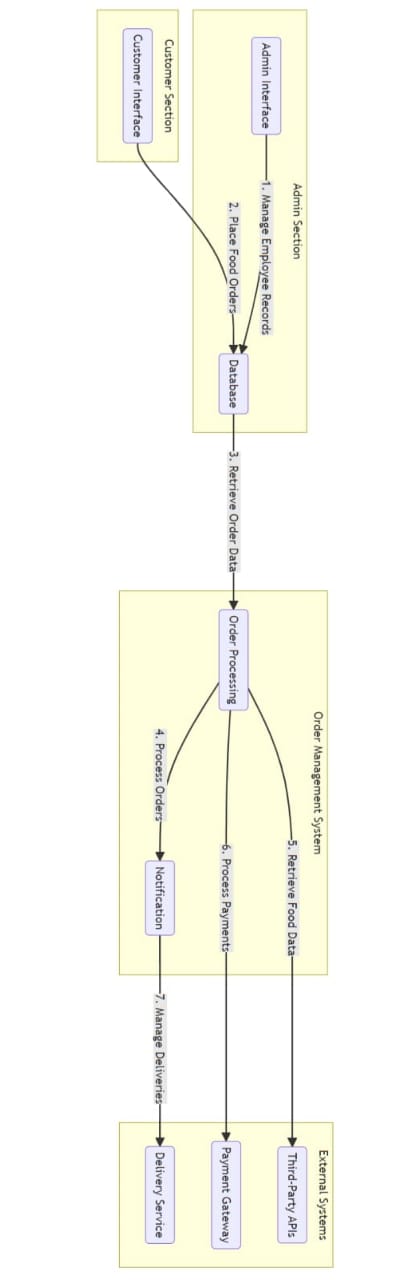 External Systems
Order Management System
Admin Section
5. Retrieve Food Data
Third-Party APIs
Admin Interface
1. Manage Employee Records
2. Place Food Orders
Database
3. Retrieve Order Data
Order Processing
6. Process Payments
Payment Gateway
Customer Section
4. Process Orders
Notification
7. Manage Deliveries
Delivery Service
Customer Interface